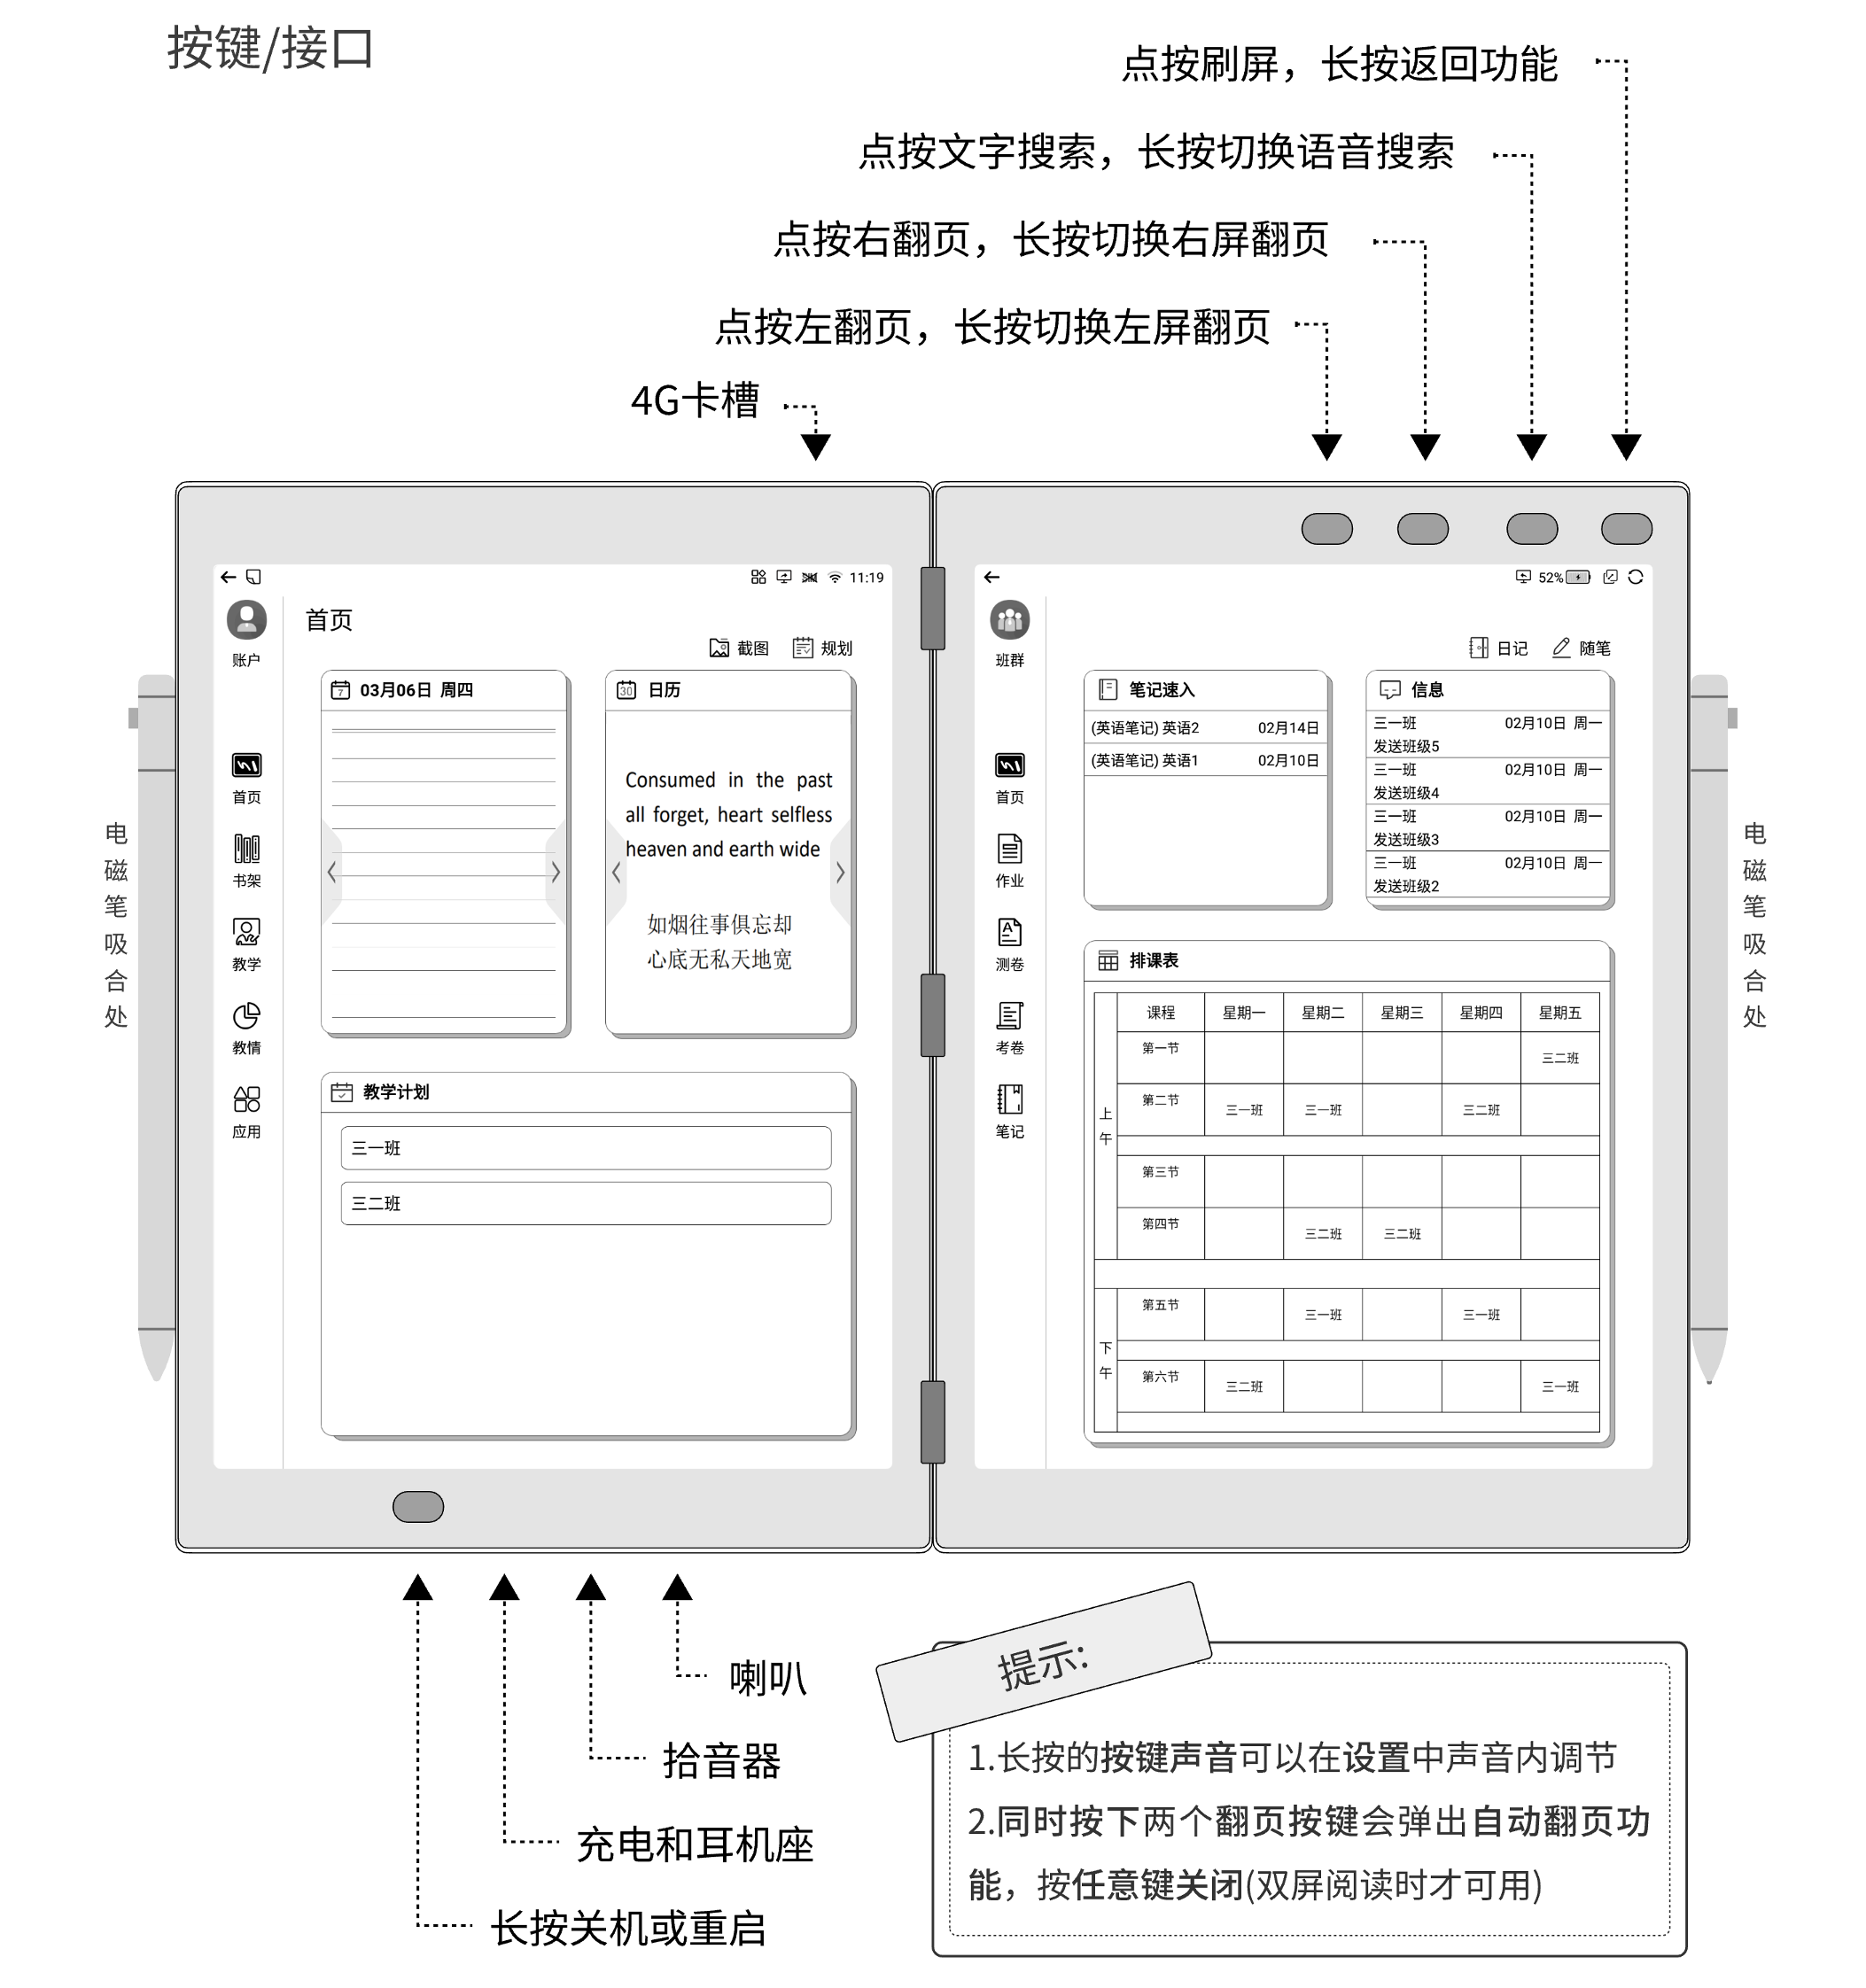 按键/接口
点按刷屏，长按返回功能
点按文字搜索，长按切换语音搜索
点按右翻页，长按切换右屏翻页
点按左翻页，长按切换左屏翻页
4G卡槽
电磁笔吸合处
11:19
账户
首页
书架
教学
教情
应用
首页
截图 规划
7 03月06日 周四
30 日历
Consumed in the past
all forget, heart selfless
heaven and earth wide
如烟往事俱忘却
心底无私天地宽
教学计划
三一班
三二班
52%
班群
首页
作业
测卷
考卷
笔记
日记 随笔
笔记速入
(英语笔记) 英语2 02月14日
(英语笔记) 英语1 02月10日
信息
三一班 02月10日 周一
发送班级5
三一班 02月10日 周一
发送班级4
三一班 02月10日 周一
发送班级3
三一班 02月10日 周一
发送班级2
排课表
课程 星期一 星期二 星期三 星期四 星期五
上午
第一节 三二班
第二节 三一班 三一班 三二班
第三节
第四节 三二班 三二班
下午
第五节 三一班 三一班
第六节 三二班 三一班
电磁笔吸合处
喇叭
拾音器
充电和耳机座
长按关机或重启
提示:
1.长按的按键声音可以在设置中声音内调节
2.同时按下两个翻页按键会弹出自动翻页功
能，按任意键关闭(双屏阅读时才可用)